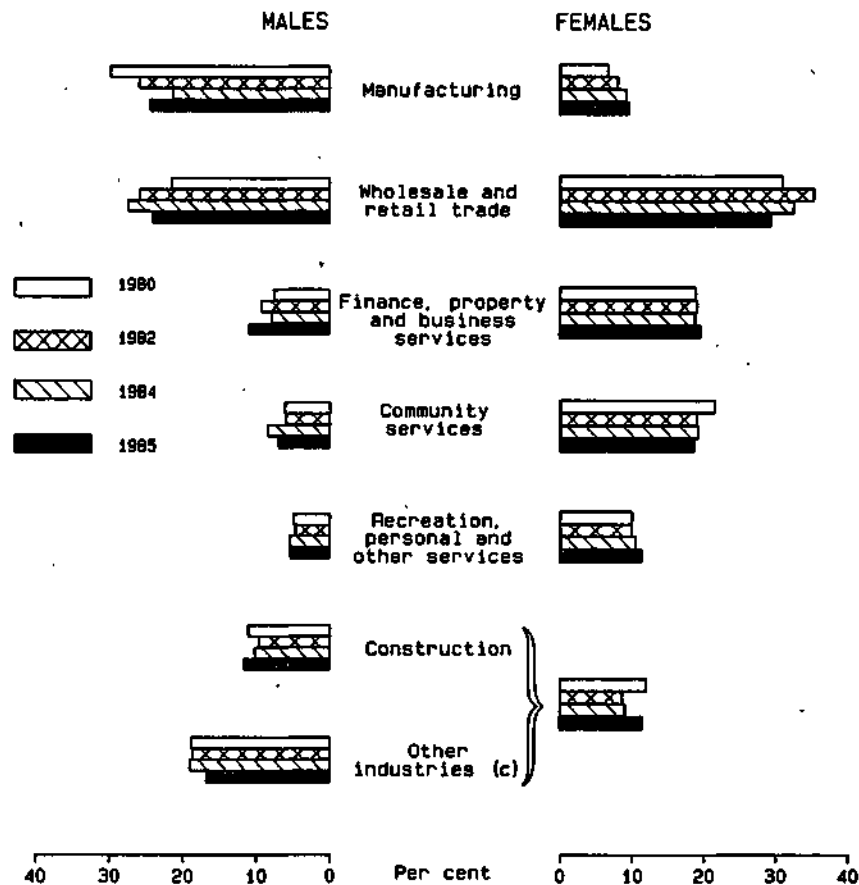 MALES
FEMALES
Manufacturing
Wholesale and
retail trade
1980
1982
1984
1985
Finance, property
and business
services
Community
services
Recreation,
personal and
other services
Construction
Other
industries (c)
40 30 20 10 0 Per cent 0 10 20 30 40